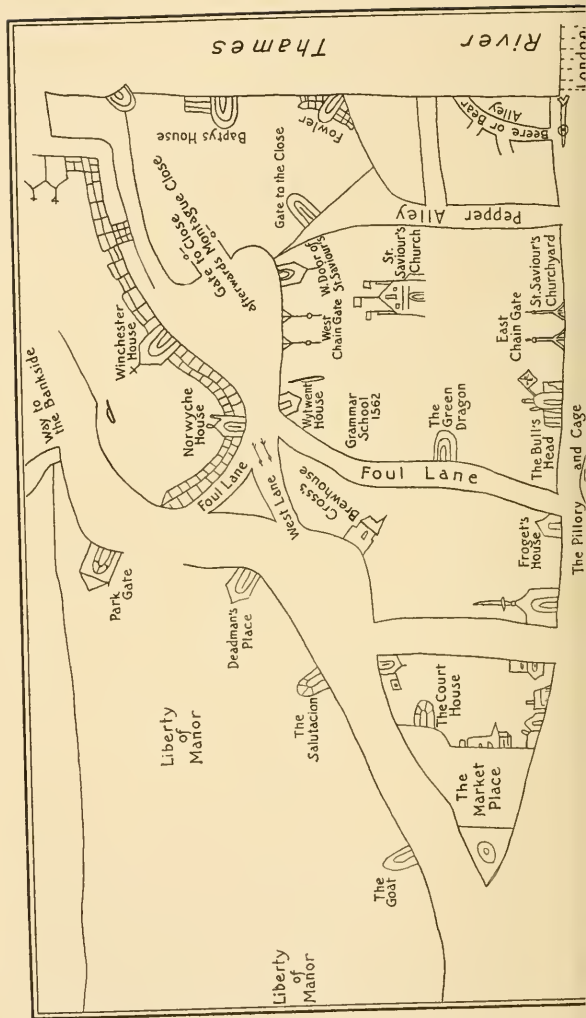 River Thames
Beere or Bear
Alley
Fowler
Baptys House
Gate to the Close
Gate to Close
afterwards Montague Close
Pepper
Alley
W. Door of
St. Saviour's
St.
Saviour's
Church
West
Chain Gate
St. Saviour's
Churchyard
East
Chain Gate
Winchester
House
Way to
the Bankside
Norwyche
House
Wytwent
House
Grammar
School
1562
The
Green
Dragon
The Bull's
Head
Foul Lane
Foul Lane
West Lane
Cross's
Brewhouse
Froget's
House
The Pillory and Cage
Park
Gate
Deadman's
Place
Liberty
of
Manor
The
Salutacion
The Court
House
The
Market
Place
The
Goat
Liberty
of
Manor